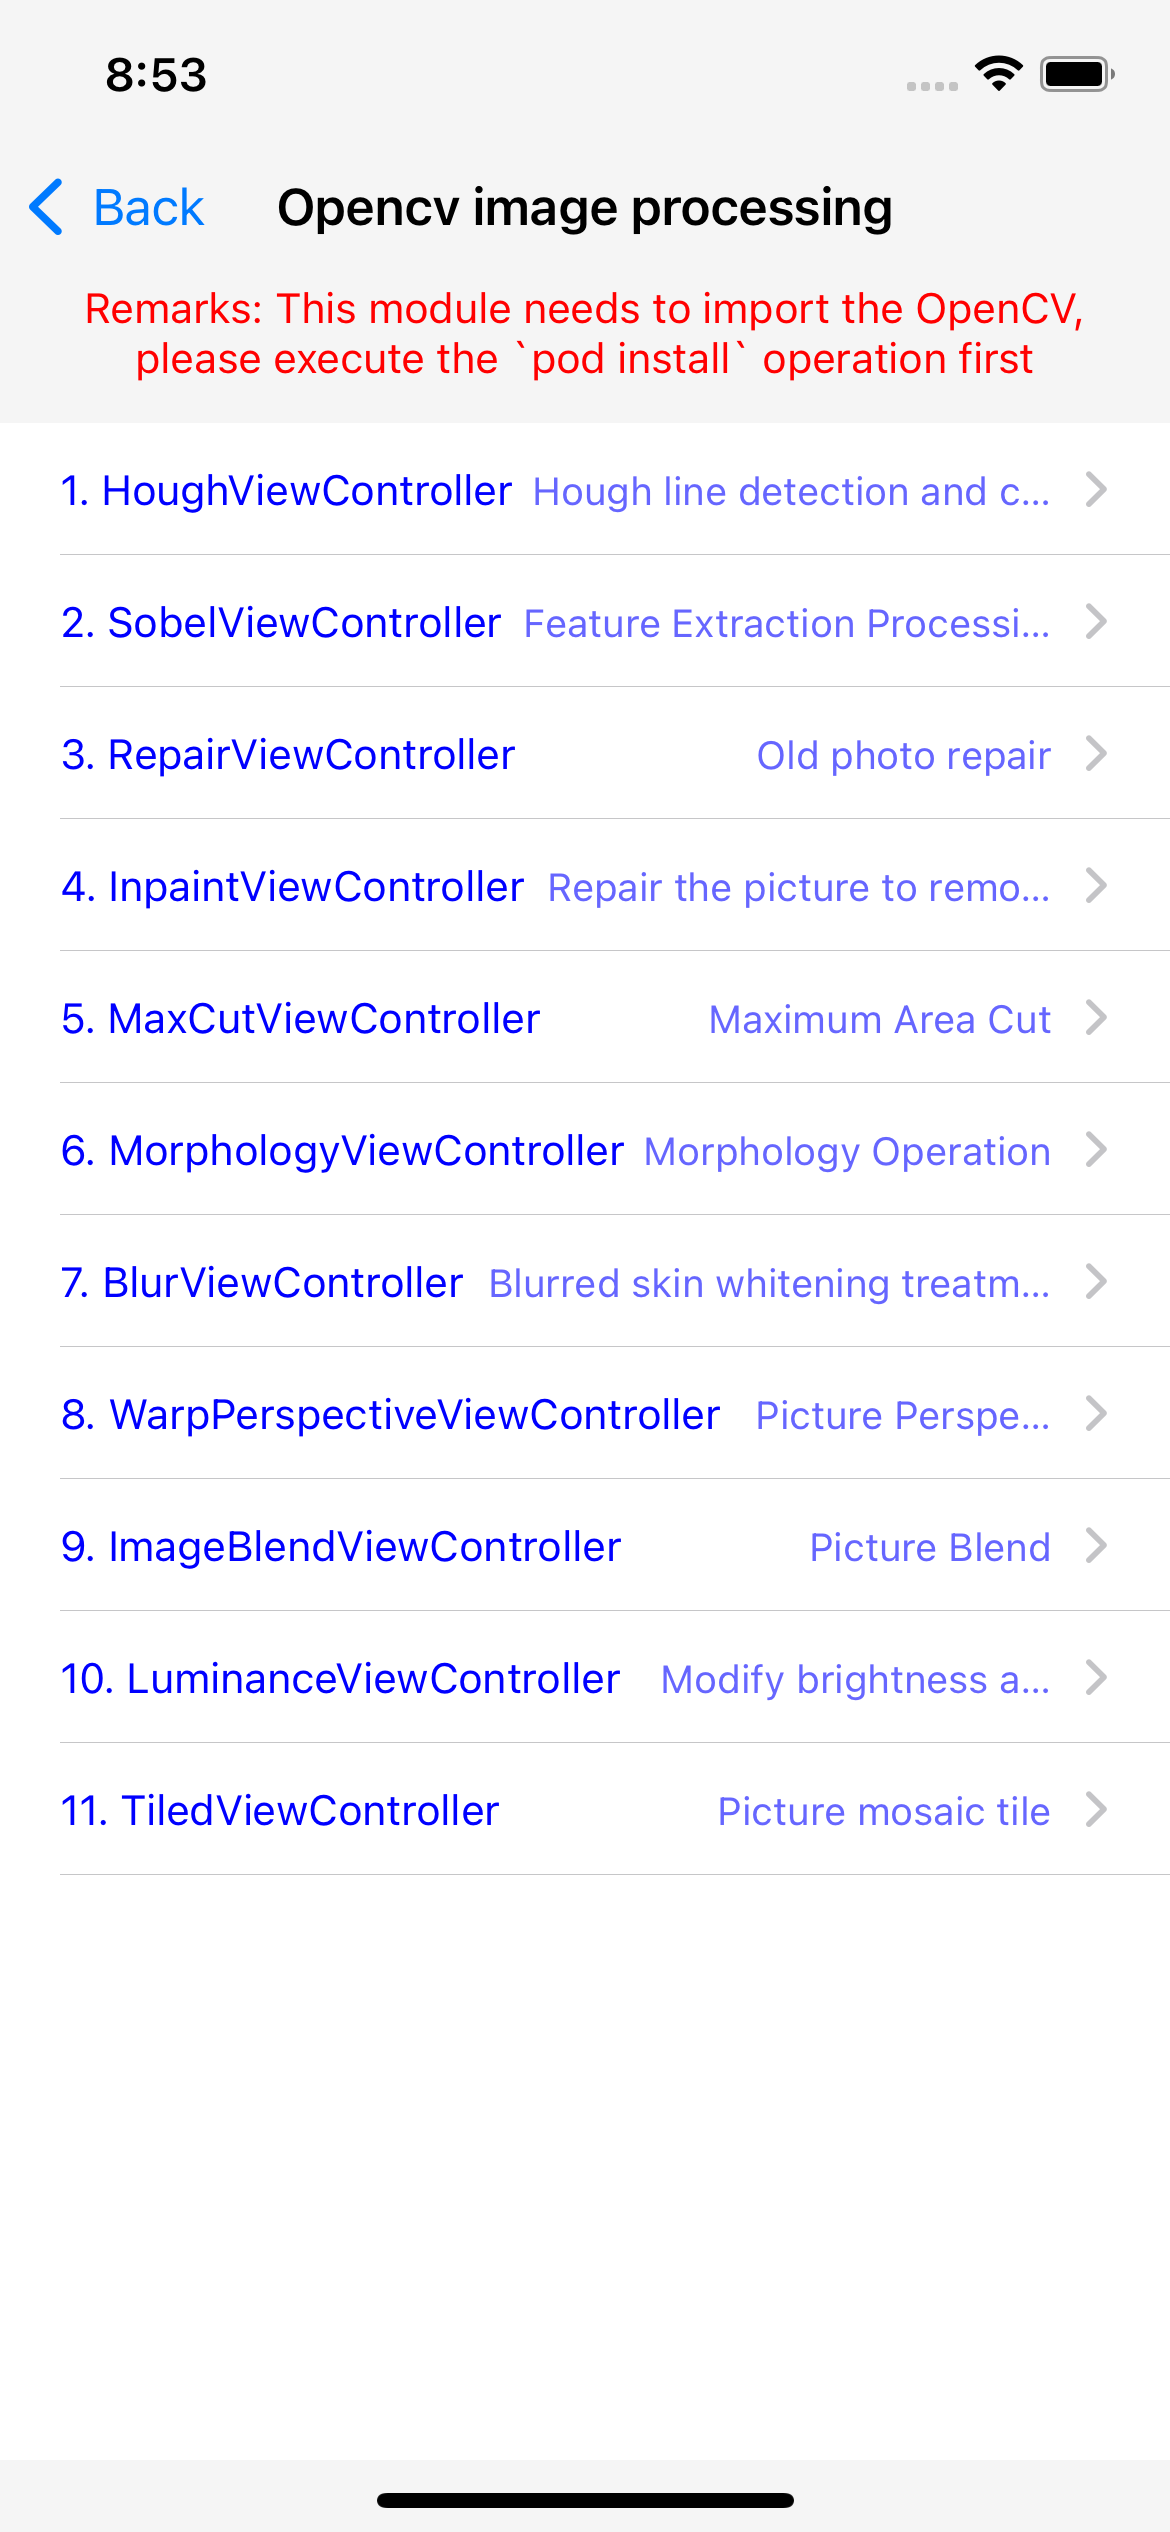 8:53
Back Opencv image processing
Remarks: This module needs to import the OpenCV,
please execute the `pod install` operation first
1. HoughViewController Hough line detection and c...
2. SobelViewController Feature Extraction Processi...
3. RepairViewController Old photo repair
4. InpaintViewController Repair the picture to remo...
5. MaxCutViewController Maximum Area Cut
6. MorphologyViewController Morphology Operation
7. BlurViewController Blurred skin whitening treatm...
8. WarpPerspectiveViewController Picture Perspe...
9. ImageBlendViewController Picture Blend
10. LuminanceViewController Modify brightness a...
11. TiledViewController Picture mosaic tile